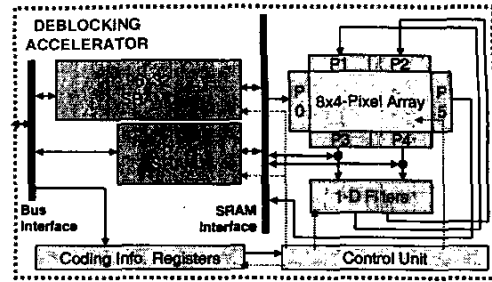 DEBLOCKING
ACCELERATOR
P1 P2
P
0
8x4-Pixel Array
P
5
P3 P4
1-D Filters
Bus
Interface
SRAM
Interface
Coding Info. Registers
Control Unit